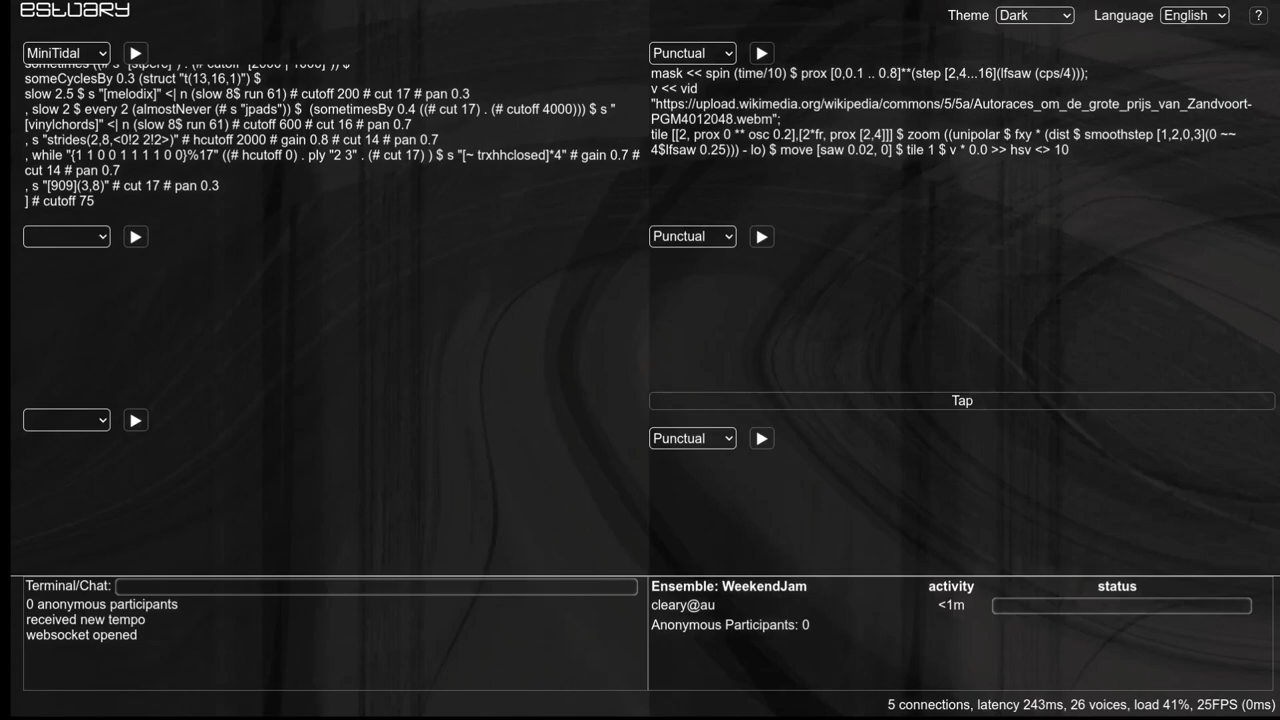 estuary
Theme Dark Language English ?
MiniTidal
someCyclesBy 0.3 (struct "t(13,16,1)") $
slow 2.5 $ s "[melodix]" <| n (slow 8$ run 61) # cutoff 200 # cut 17 # pan 0.3
, slow 2 $ every 2 (almostNever (# s "jpads")) $  (sometimesBy 0.4 ((# cut 17) . (# cutoff 4000))) $ s "
[vinylchords]" <| n (slow 8$ run 61) # cutoff 600 # cut 16 # pan 0.7
, s "strides(2,8,<0!2 2!2>)" # hcutoff 2000 # gain 0.8 # cut 14 # pan 0.7
, while "{1 1 0 0 1 1 1 1 0 0}%17" ((# hcutoff 0) . ply "2 3" . (# cut 17) ) $ s "[~ trxhhclosed]*4" # gain 0.7 #
cut 14 # pan 0.7
, s "[909](3,8)" # cut 17 # pan 0.3
] # cutoff 75
Punctual
mask << spin (time/10) $ prox [0,0.1 .. 0.8]**(step [2,4...16](lfsaw (cps/4)));
v << vid
"https://upload.wikimedia.org/wikipedia/commons/5/5a/Autoraces_om_de_grote_prijs_van_Zandvoort-
PGM4012048.webm";
tile [[2, prox 0 ** osc 0.2],[2*fr, prox [2,4]]] $ zoom ((unipolar $ fxy * (dist $ smoothstep [1,2,0,3](0 ~~
4$lfsaw 0.25))) - lo) $ move [saw 0.02, 0] $ tile 1 $ v * 0.0 >> hsv <> 10
Punctual
Tap
Punctual
Terminal/Chat:
0 anonymous participants
received new tempo
websocket opened
Ensemble: WeekendJam activity status
cleary@au <1m
Anonymous Participants: 0
5 connections, latency 243ms, 26 voices, load 41%, 25FPS (0ms)